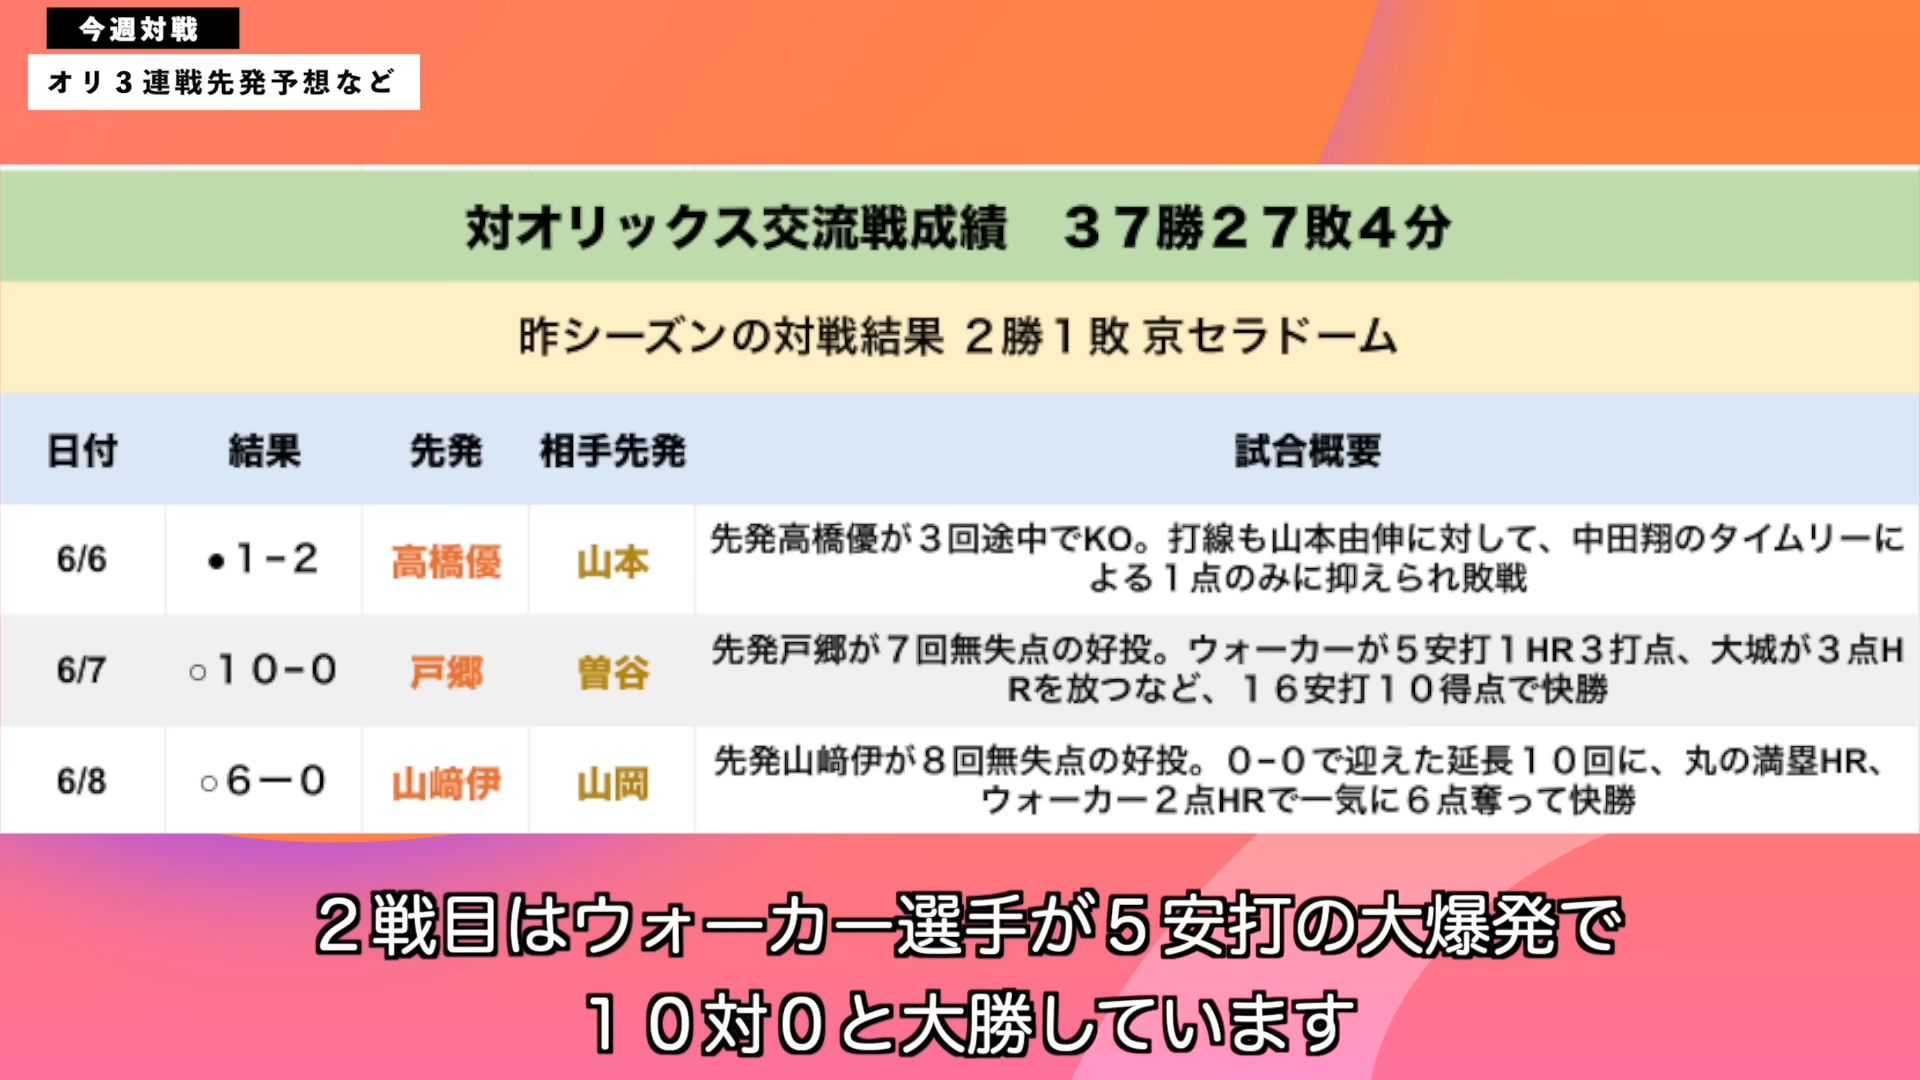 今週対戦
オリ３連戦先発予想など
対オリックス交流戦成績　３７勝２７敗４分
昨シーズンの対戦結果 ２勝１敗 京セラドーム
日付 結果 先発 相手先発 試合概要
6/6 ●１−２ 高橋優 山本 先発高橋優が３回途中でKO。打線も山本由伸に対して、中田翔のタイムリーに
よる１点のみに抑えられ敗戦
6/7 ○１０−０ 戸郷 曽谷 先発戸郷が７回無失点の好投。ウォーカーが５安打１HR３打点、大城が３点H
Rを放つなど、１６安打１０得点で快勝
6/8 ○６ー０ 山﨑伊 山岡 先発山﨑伊が８回無失点の好投。０−０で迎えた延長１０回に、丸の満塁HR、
ウォーカー２点HRで一気に６点奪って快勝
２戦目はウォーカー選手が５安打の大爆発で
１０対０と大勝しています